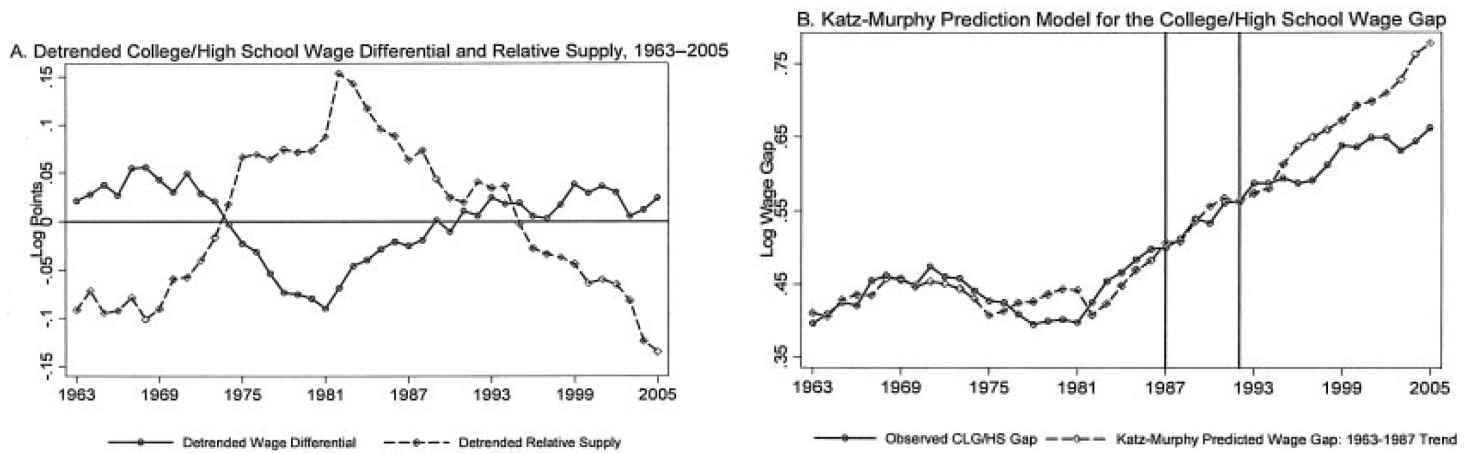 A. Detrended College/High School Wage Differential and Relative Supply, 1963–2005
.15
.1
.05
0
-.05
-.1
-.15
Log Points
1963 1969 1975 1981 1987 1993 1999 2005
Detrended Wage Differential Detrended Relative Supply
B. Katz-Murphy Prediction Model for the College/High School Wage Gap
.75
.65
.55
.45
.35
Log Wage Gap
1963 1969 1975 1981 1987 1993 1999 2005
Observed CLG/HS Gap Katz-Murphy Predicted Wage Gap: 1963-1987 Trend